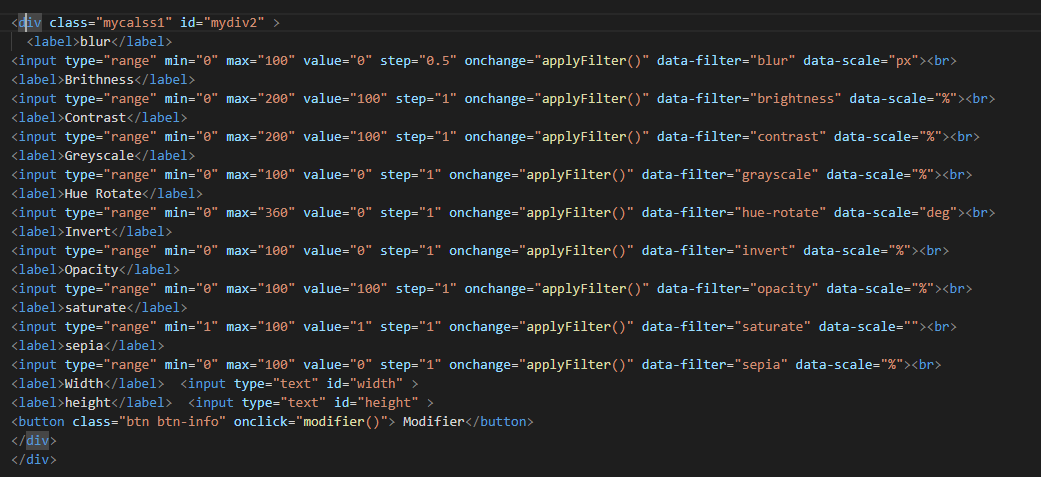 <div class="mycalss1" id="mydiv2" >
<label>blur</label>
<input type="range" min="0" max="100" value="0" step="0.5" onchange="applyFilter()" data-filter="blur" data-scale="px"><br>
<label>Brithness</label>
<input type="range" min="0" max="200" value="100" step="1" onchange="applyFilter()" data-filter="brightness" data-scale="%"><br>
<label>Contrast</label>
<input type="range" min="0" max="200" value="100" step="1" onchange="applyFilter()" data-filter="contrast" data-scale="%"><br>
<label>Greyscale</label>
<input type="range" min="0" max="100" value="0" step="1" onchange="applyFilter()" data-filter="grayscale" data-scale="%"><br>
<label>Hue Rotate</label>
<input type="range" min="0" max="360" value="0" step="1" onchange="applyFilter()" data-filter="hue-rotate" data-scale="deg"><br>
<label>Invert</label>
<input type="range" min="0" max="100" value="0" step="1" onchange="applyFilter()" data-filter="invert" data-scale="%"><br>
<label>Opacity</label>
<input type="range" min="0" max="100" value="100" step="1" onchange="applyFilter()" data-filter="opacity" data-scale="%"><br>
<label>saturate</label>
<input type="range" min="1" max="100" value="1" step="1" onchange="applyFilter()" data-filter="saturate" data-scale=""><br>
<label>sepia</label>
<input type="range" min="0" max="100" value="0" step="1" onchange="applyFilter()" data-filter="sepia" data-scale="%"><br>
<label>Width</label>  <input type="text" id="width" >
<label>height</label>  <input type="text" id="height" >
<button class="btn btn-info" onclick="modifier()"> Modifier</button>
</div>
</div>